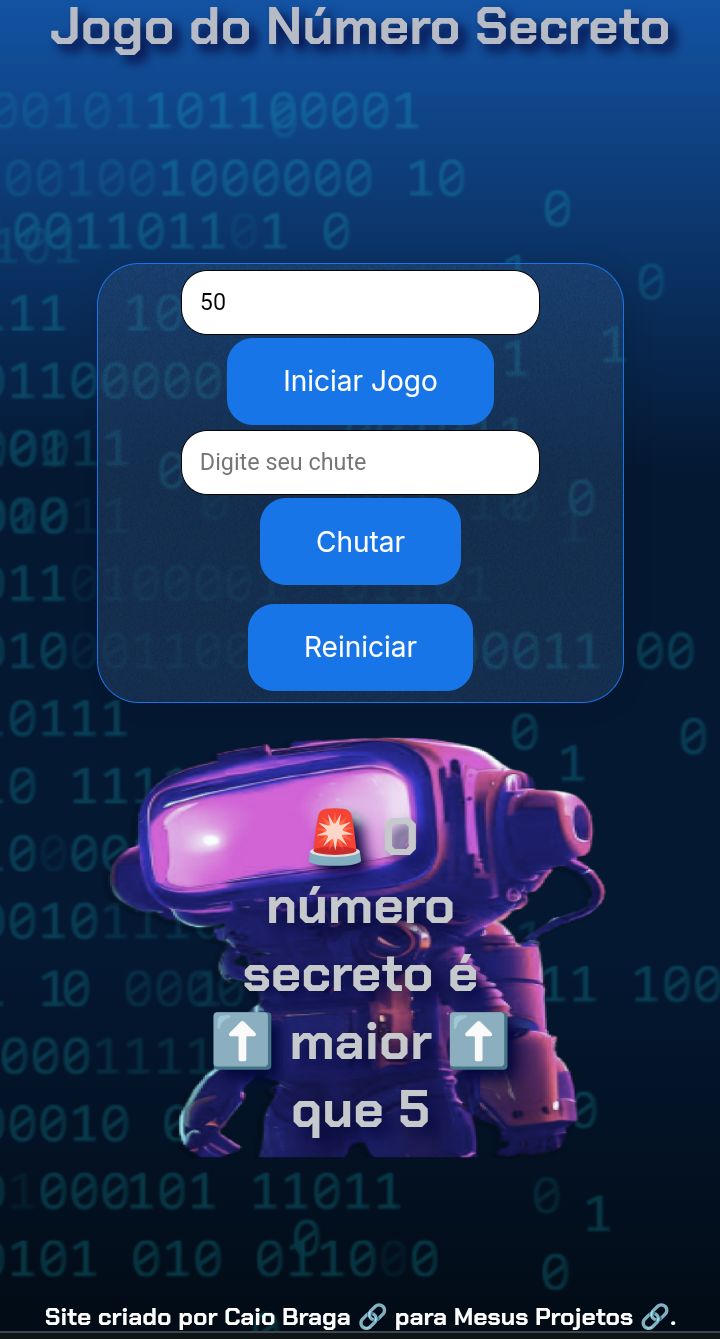 Jogo do Número Secreto
50
Iniciar Jogo
Digite seu chute
Chutar
Reiniciar
🚨 O
número
secreto é
⬆️ maior ⬆️
que 5
Site criado por Caio Braga 🔗 para Mesus Projetos 🔗.